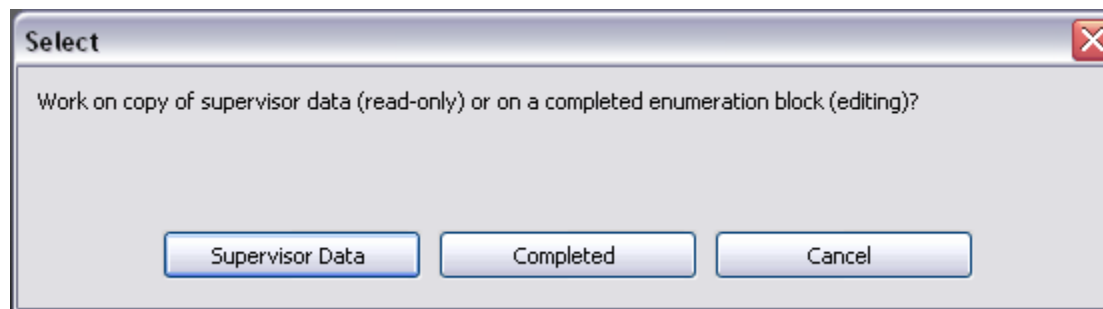 Select
Work on copy of supervisor data (read-only) or on a completed enumeration block (editing)?
Supervisor Data Completed Cancel